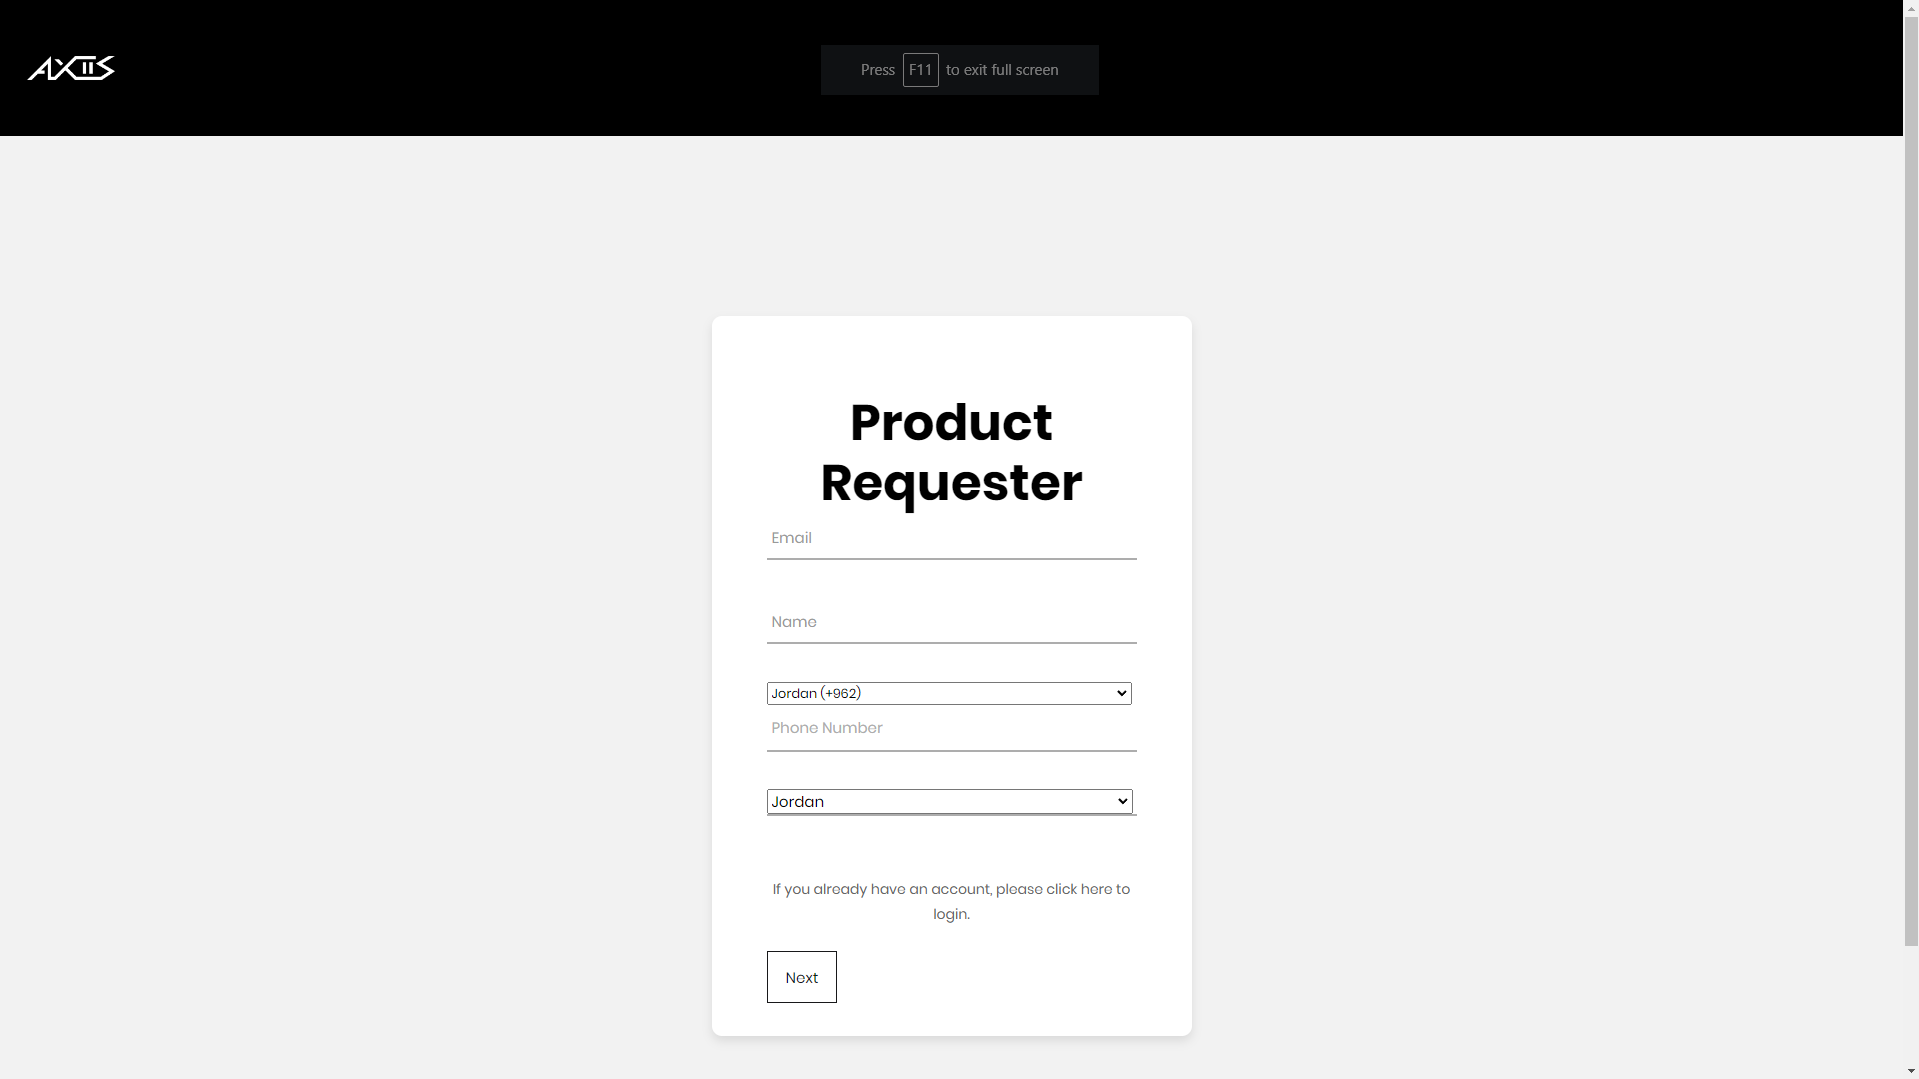 AXIIS
Press F11 to exit full screen
Product
Requester
Email
Name
Jordan (+962)
Phone Number
Jordan
If you already have an account, please click here to
login.
Next